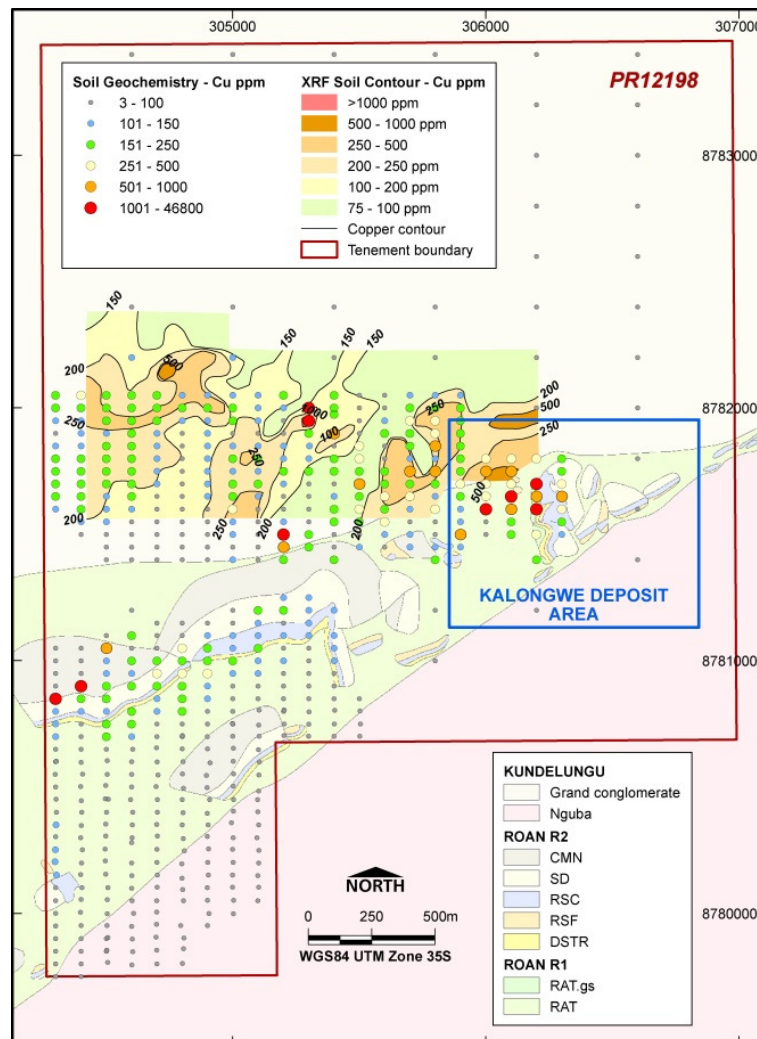 305000 306000 307000
PR12198
Soil Geochemistry - Cu ppm
3 - 100
101 - 150
151 - 250
251 - 500
501 - 1000
1001 - 46800
XRF Soil Contour - Cu ppm
>1000 ppm
500 - 1000 ppm
250 - 500
200 - 250 ppm
100 - 200 ppm
75 - 100 ppm
Copper contour
Tenement boundary
8783000
150
150
150
200
500
200
500
250
8782000
250
1000
100
250
250
200
250
200
200
500
KALONGWE DEPOSIT
AREA
8781000
KUNDELUNGU
Grand conglomerate
Nguba
ROAN R2
CMN
SD
RSC
RSF
DSTR
ROAN R1
RAT.gs
RAT
NORTH
0 250 500m
WGS84 UTM Zone 35S
8780000